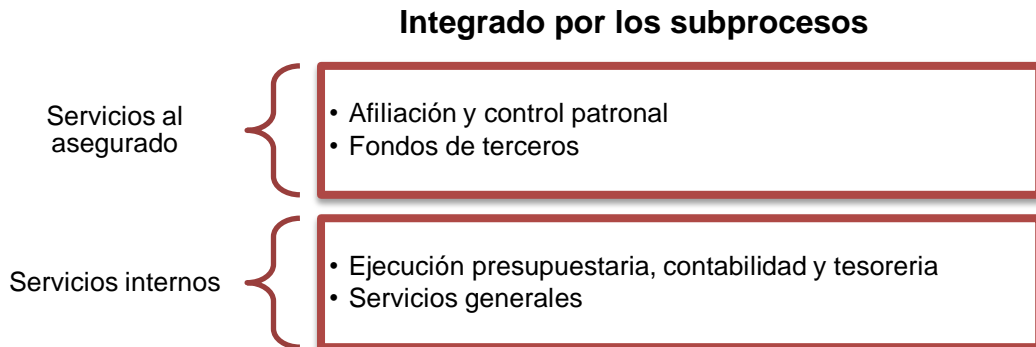 Integrado por los subprocesos
Servicios al
asegurado
• Afiliación y control patronal
• Fondos de terceros
Servicios internos
• Ejecución presupuestaria, contabilidad y tesoreria
• Servicios generales